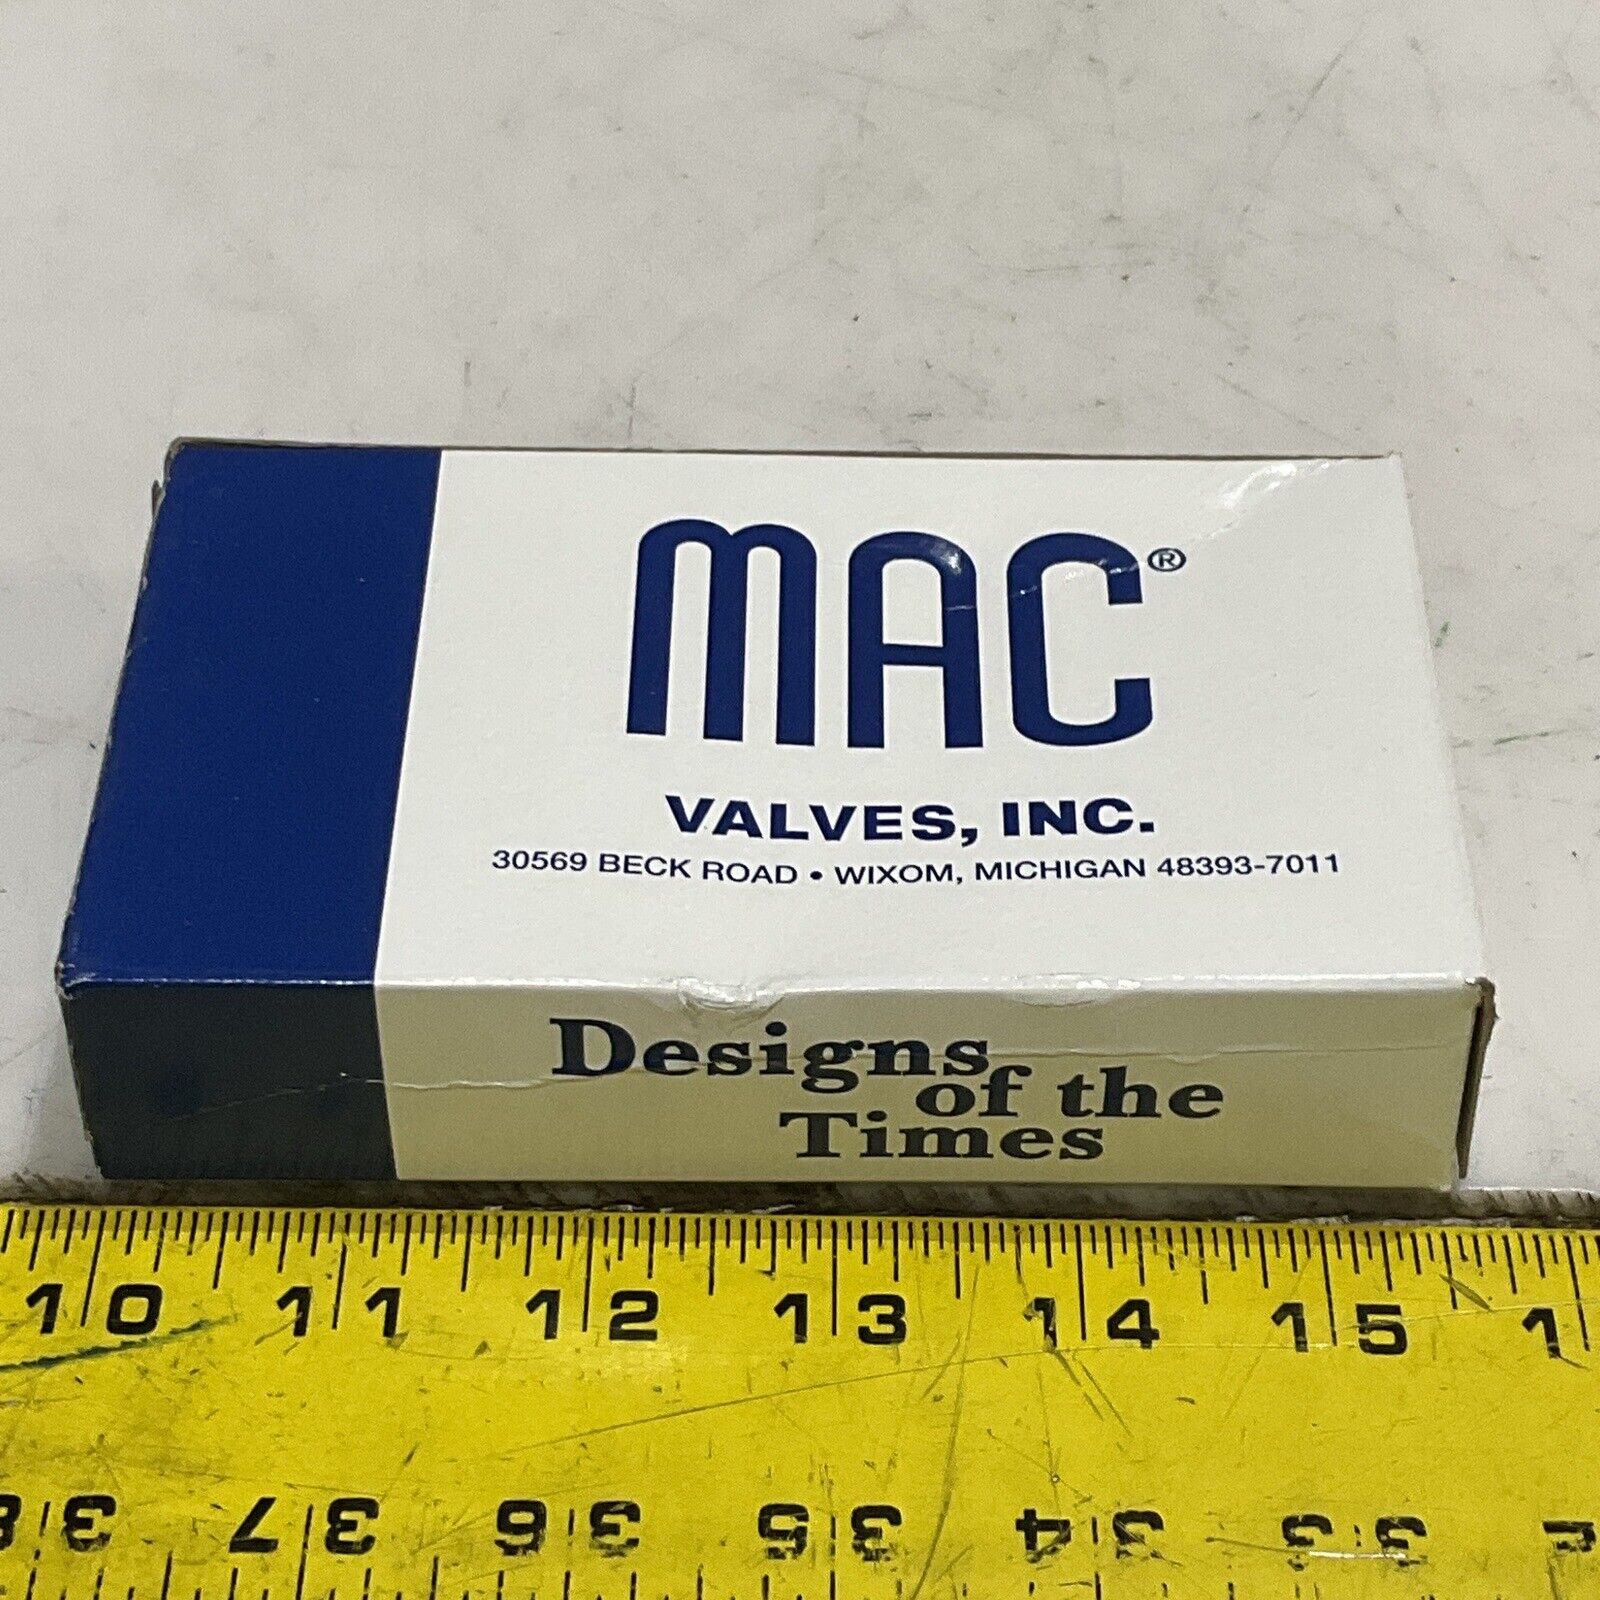 MAC®
VALVES, INC.
30569 BECK ROAD • WIXOM, MICHIGAN 48393-7011
Designs
of the
Times
10 11 12 13 14 15 1
33 34 35 36 37 38